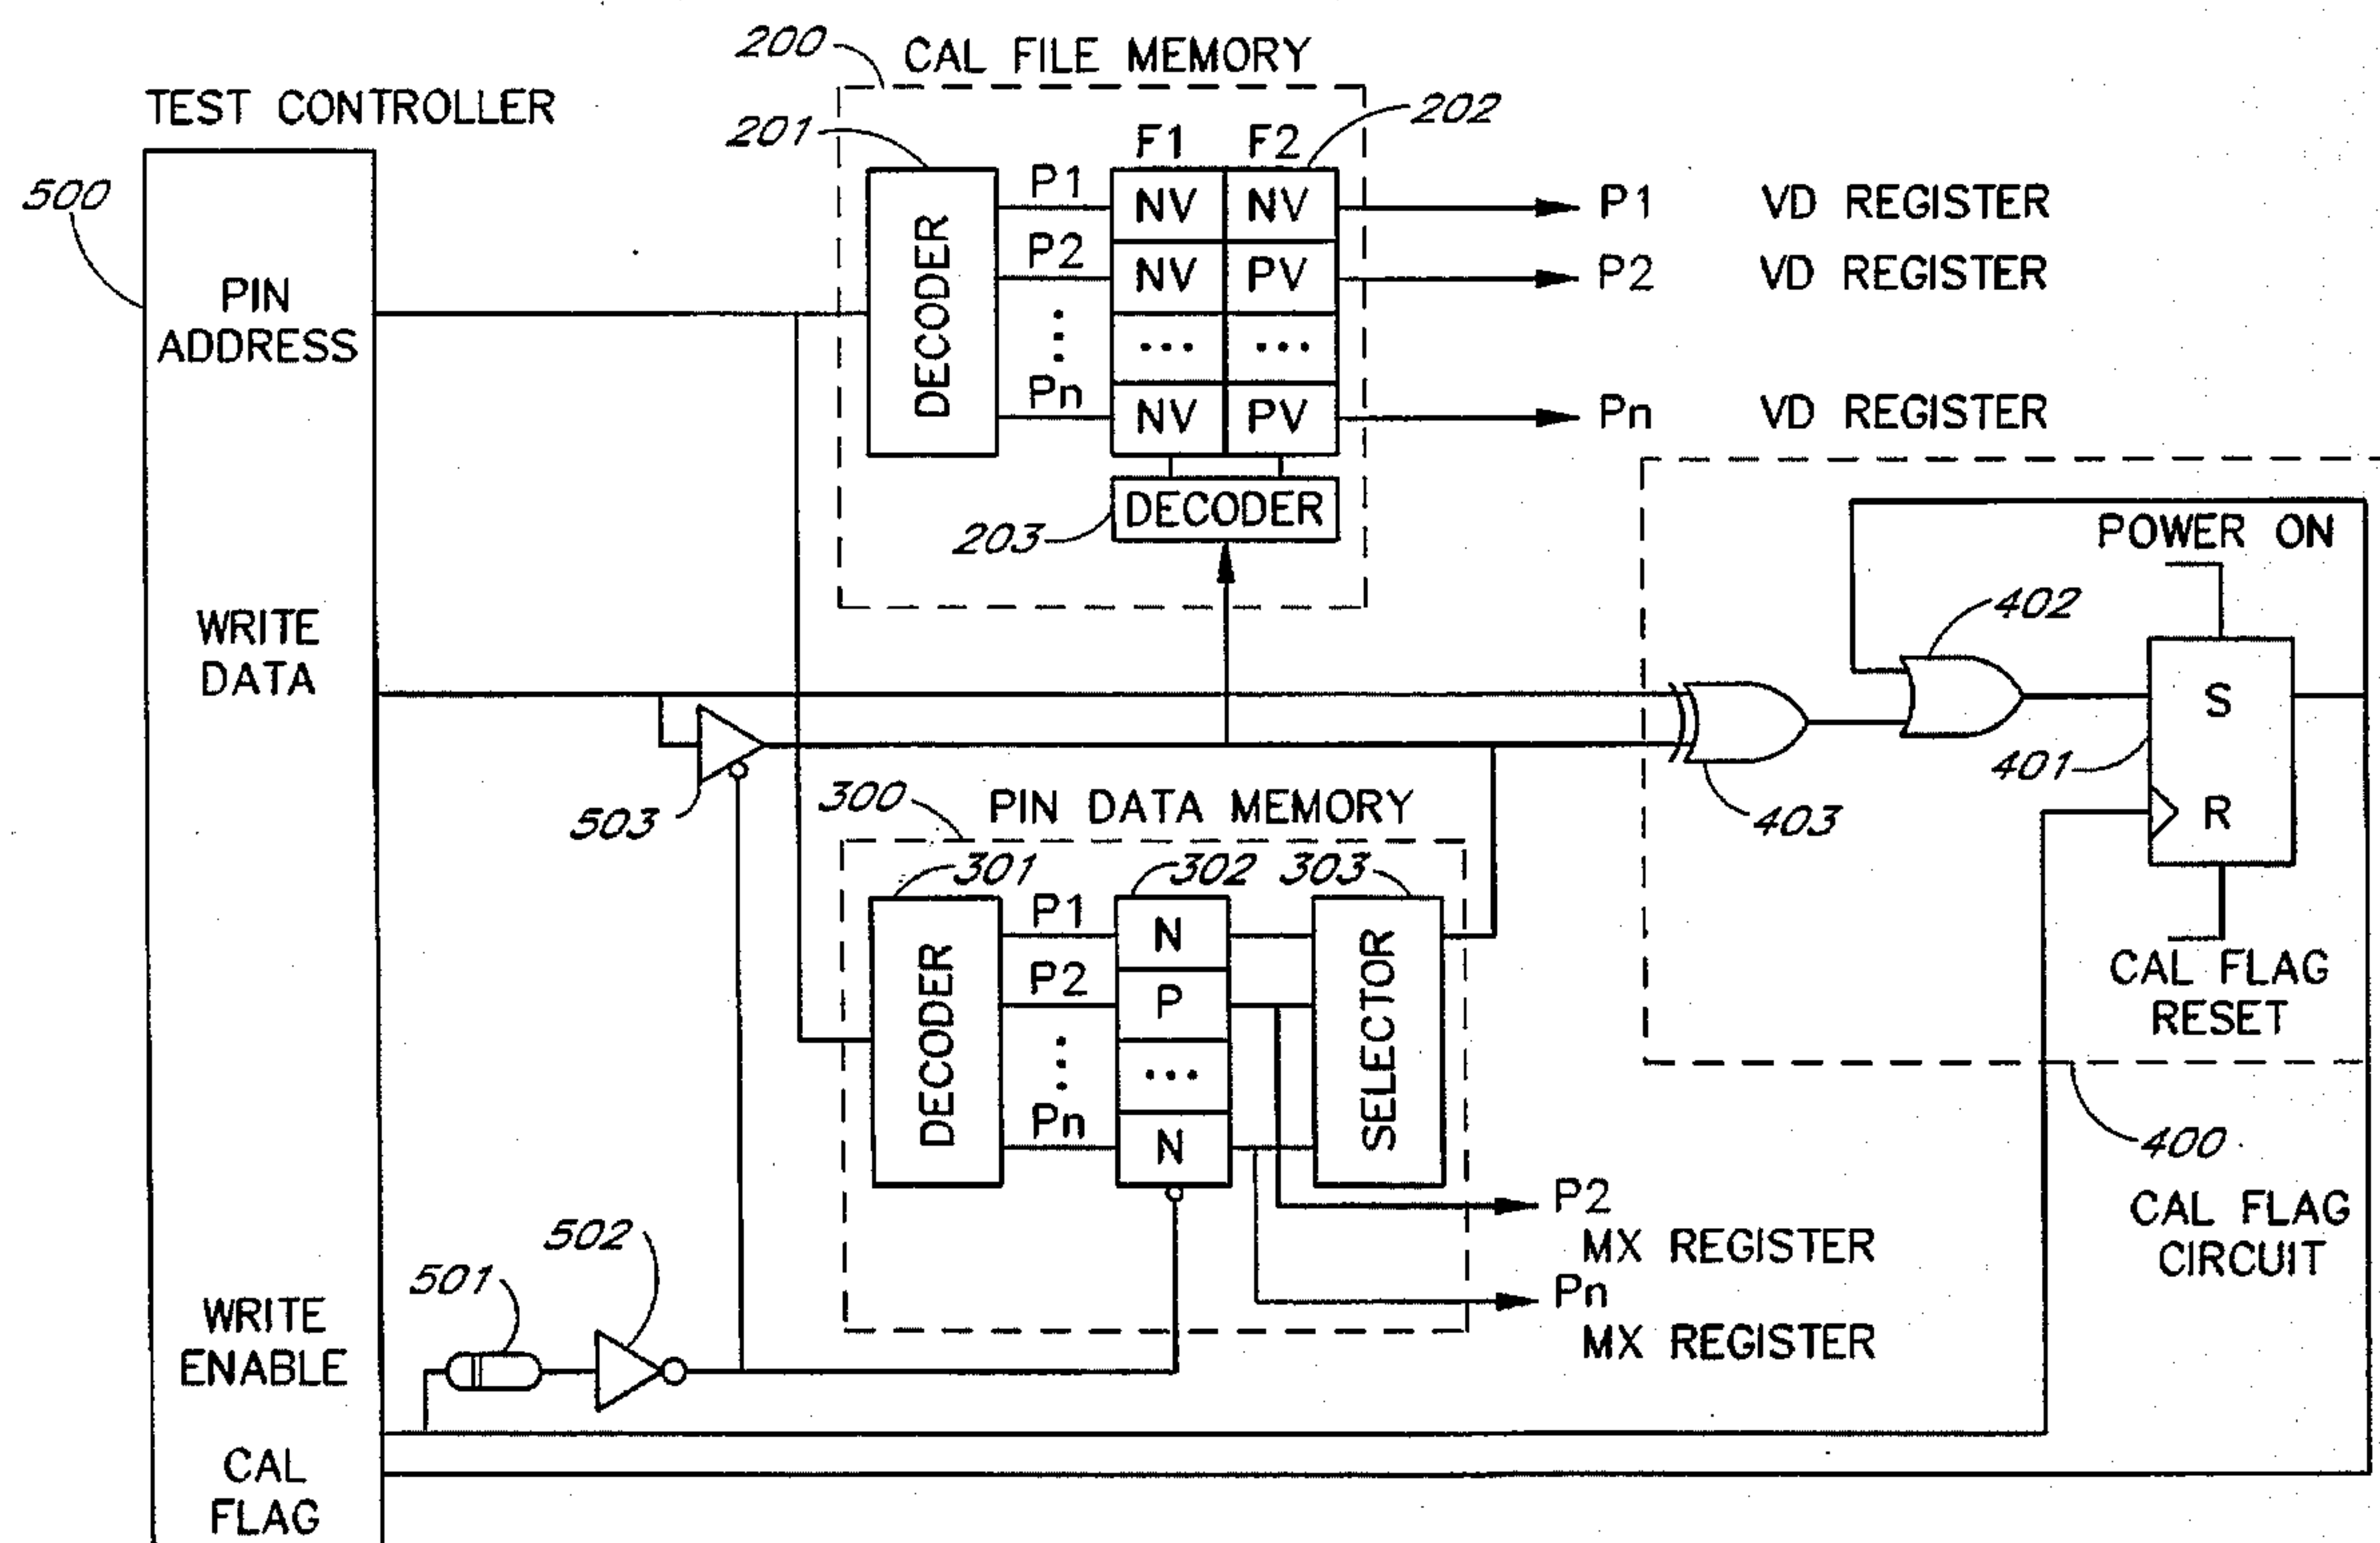 200 CAL FILE MEMORY
TEST CONTROLLER
201 F1 F2 202
500
PIN
ADDRESS
DECODER
P1 NV NV P1 VD REGISTER
P2 NV PV P2 VD REGISTER
... ... ...
Pn NV PV Pn VD REGISTER
203 DECODER
WRITE
DATA
503
POWER ON
402
403
401
S
R
CAL FLAG
RESET
400
CAL FLAG
CIRCUIT
300 PIN DATA MEMORY
301 302 303
DECODER
P1 N
P2 P
... ...
Pn N
SELECTOR
P2
MX REGISTER
Pn
MX REGISTER
501 502
WRITE
ENABLE
CAL
FLAG